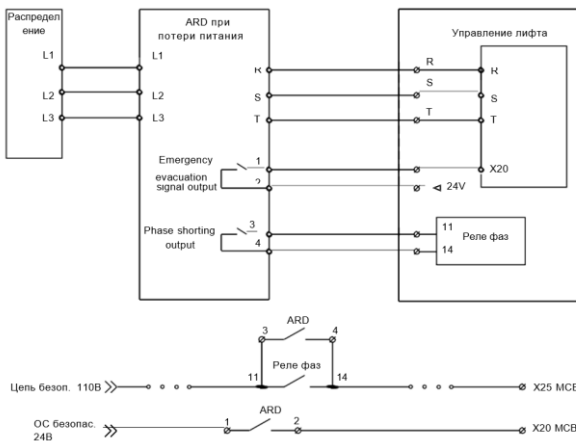 Распредел
ение
ARD при
потери питания
Управление лифта
L1
L2
L3
L1
L2
L3
R
S
T
R
S
T
R
S
T
Emergency
evacuation
signal output
1
2
X20
24V
Phase shorting
output
3
4
11
14
Реле фаз
ARD
3
4
Реле фаз
11
14
Цепь безоп. 110В
X25 MCB
ОС безопас.
24В
ARD
1
2
X20 MCB